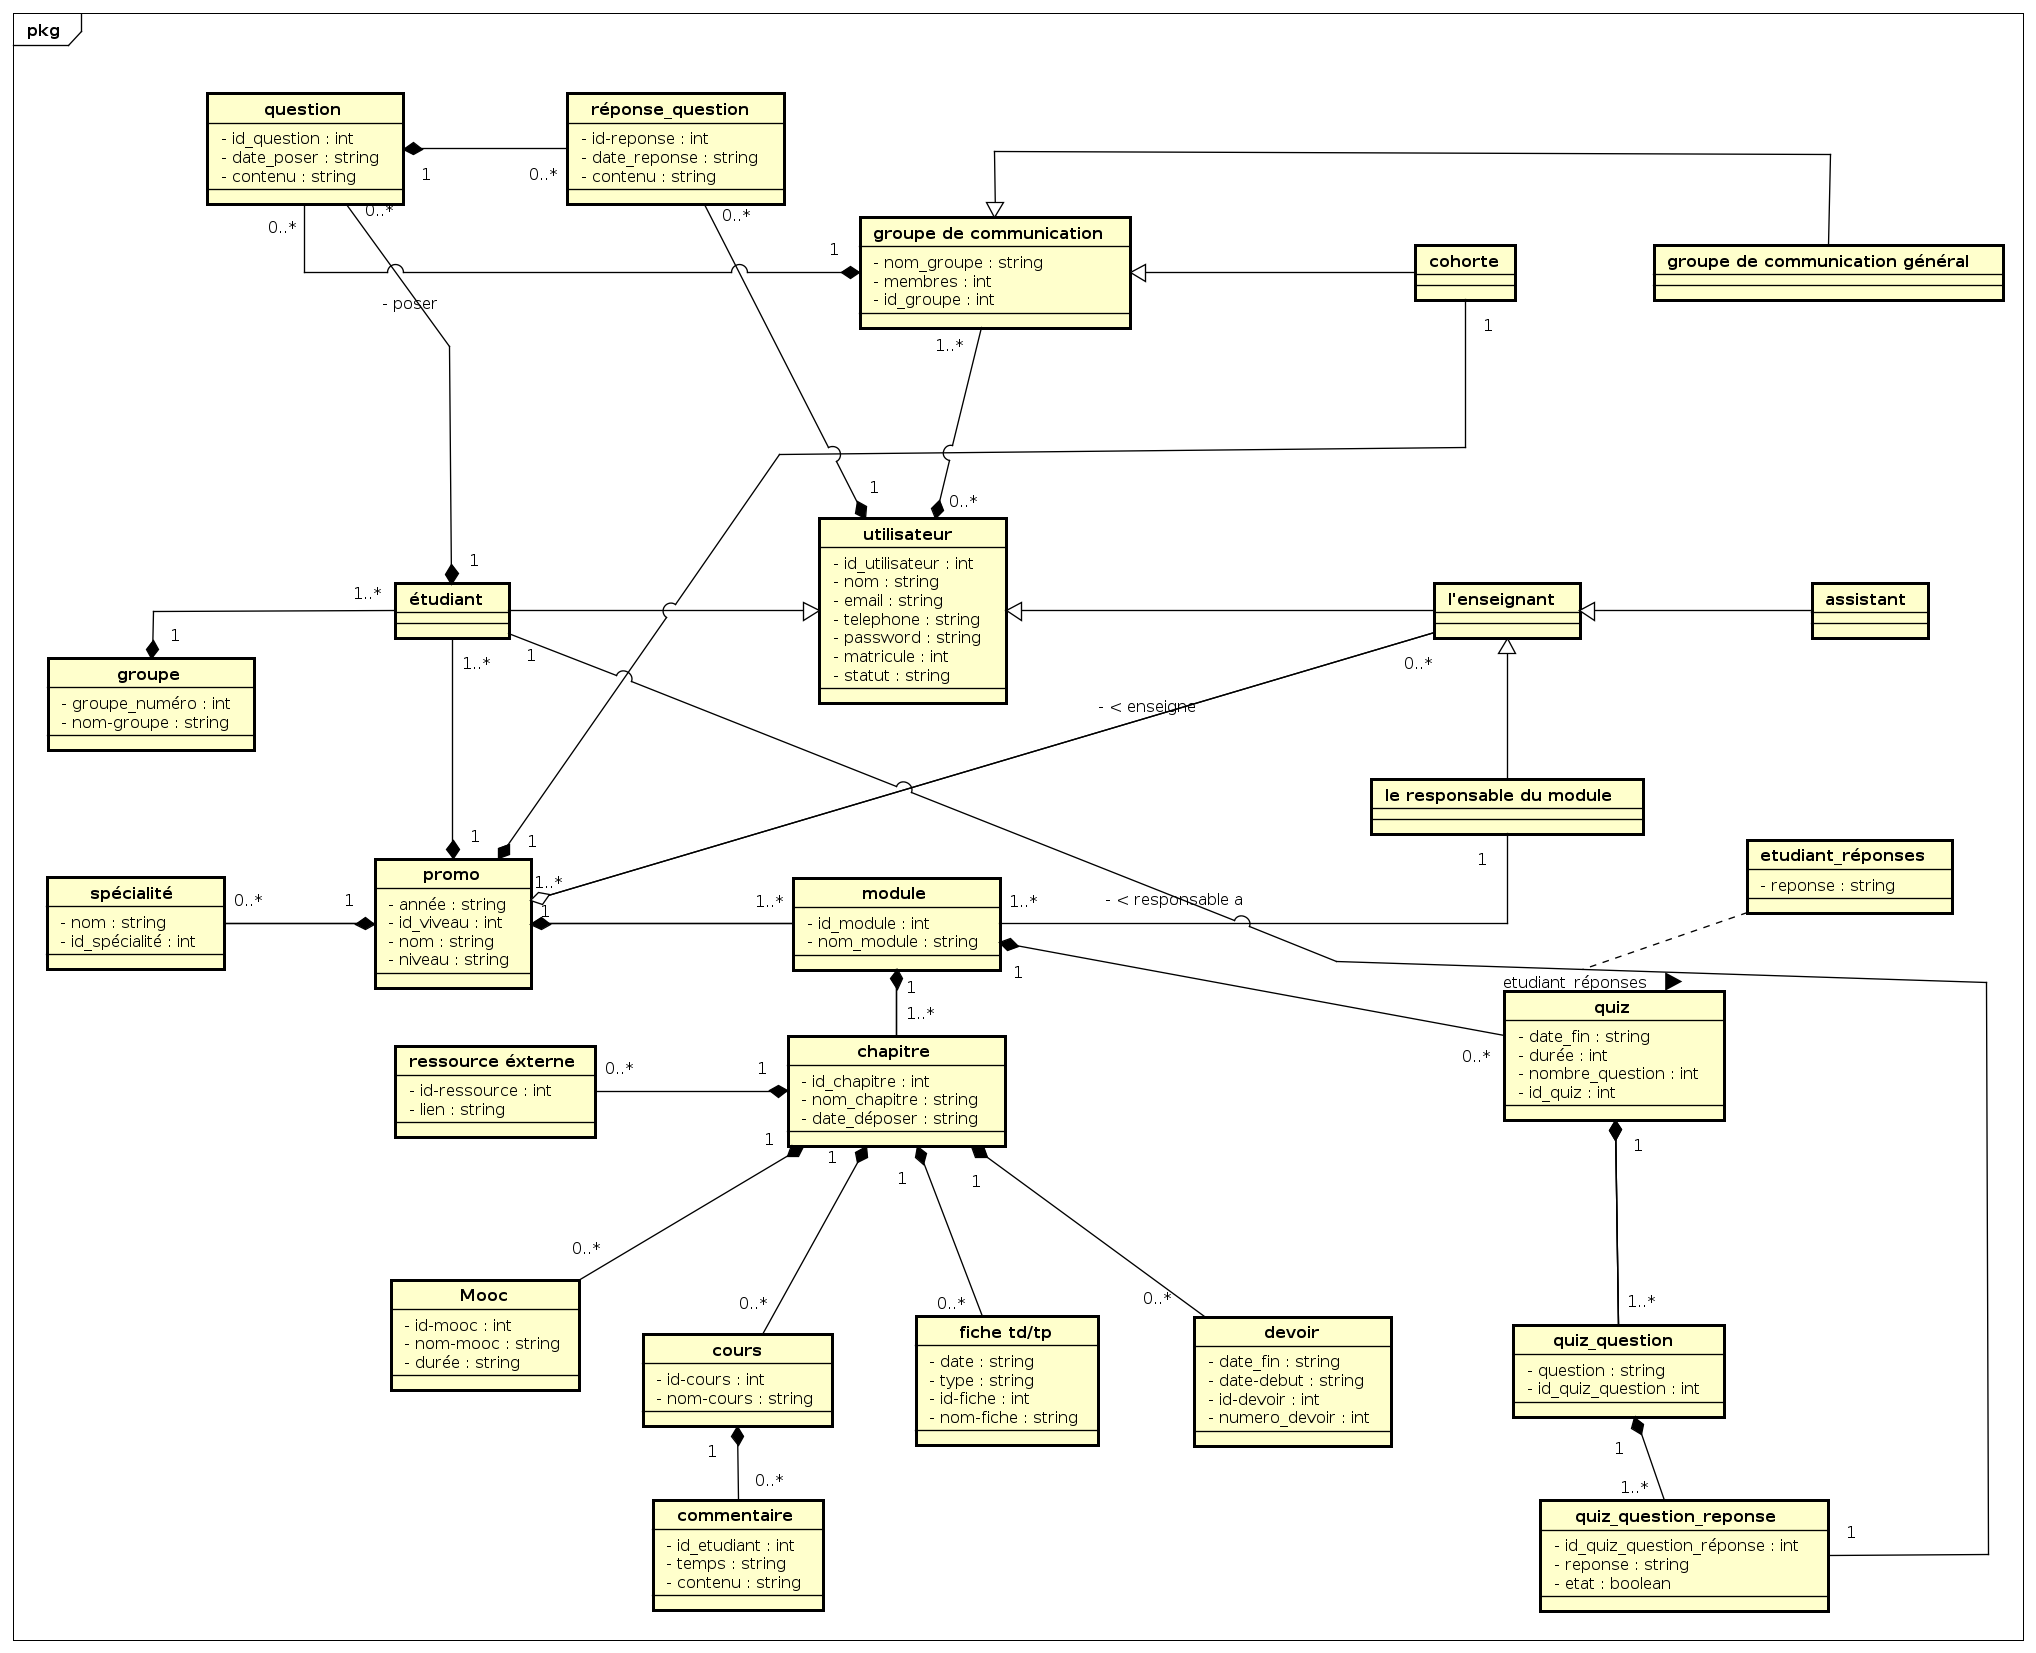 pkg
question
- id_question : int
- date_poser : string
- contenu : string
réponse_question
- id-reponse : int
- date_reponse : string
- contenu : string
1
0..*
0..*
0..*
0..*
- poser
1
groupe de communication
- nom_groupe : string
- membres : int
- id_groupe : int
cohorte
groupe de communication général
1
1..*
1
0..*
utilisateur
- id_utilisateur : int
- nom : string
- email : string
- telephone : string
- password : string
- matricule : int
- statut : string
1
étudiant
1..*
1
1..*
1
groupe
- groupe_numéro : int
- nom-groupe : string
l'enseignant
assistant
0..*
- < enseigne
le responsable du module
1
1
1
1..*
1
spécialité
- nom : string
- id_spécialité : int
0..*
1
promo
- année : string
- id_viveau : int
- nom : string
- niveau : string
1..*
module
- id_module : int
- nom_module : string
1..*
- < responsable a
etudiant_réponses
- reponse : string
1
1
1..*
etudiant_réponses
quiz
- date_fin : string
- durée : int
- nombre_question : int
- id_quiz : int
0..*
ressource éxterne
- id-ressource : int
- lien : string
0..*
1
chapitre
- id_chapitre : int
- nom_chapitre : string
- date_déposer : string
1
1
1
1
1
0..*
0..*
0..*
0..*
1..*
Mooc
- id-mooc : int
- nom-mooc : string
- durée : string
cours
- id-cours : int
- nom-cours : string
fiche td/tp
- date : string
- type : string
- id-fiche : int
- nom-fiche : string
devoir
- date_fin : string
- date-debut : string
- id-devoir : int
- numero_devoir : int
quiz_question
- question : string
- id_quiz_question : int
1
0..*
1
1..*
commentaire
- id_etudiant : int
- temps : string
- contenu : string
quiz_question_reponse
- id_quiz_question_réponse : int
- reponse : string
- etat : boolean
1